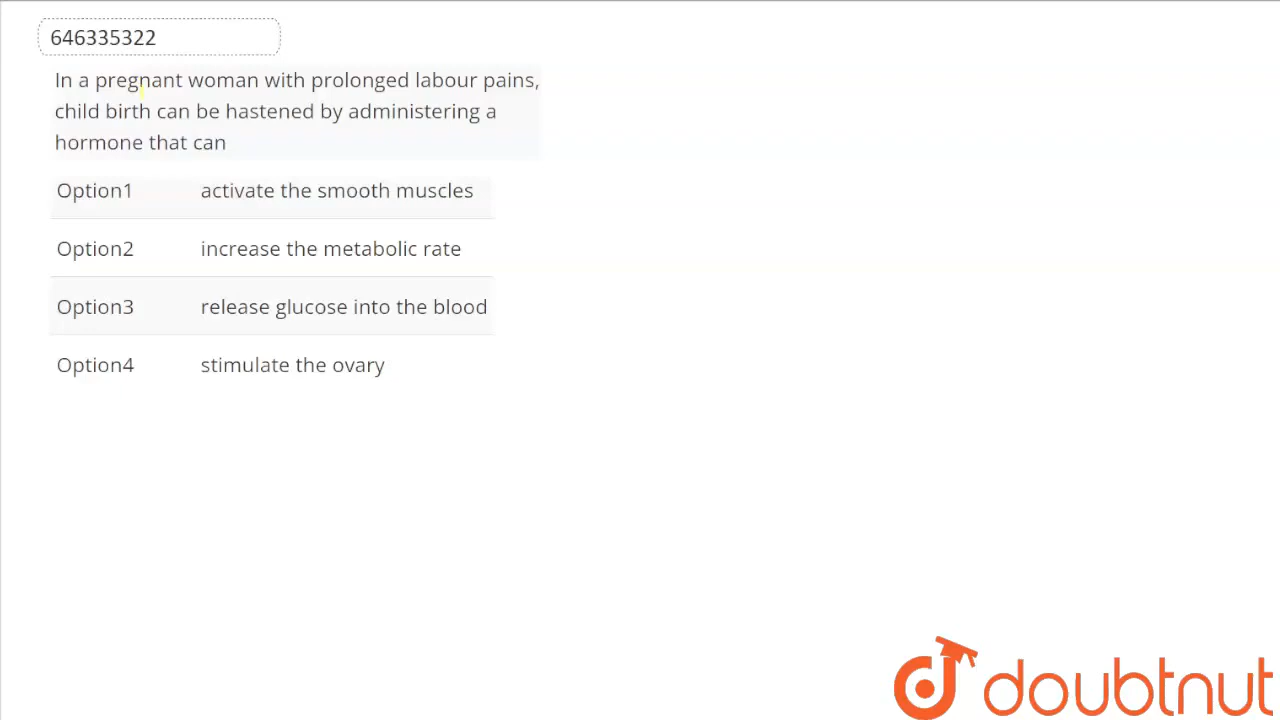 646335322
In a pregnant woman with prolonged labour pains,
child birth can be hastened by administering a
hormone that can
Option1 activate the smooth muscles
Option2 increase the metabolic rate
Option3 release glucose into the blood
Option4 stimulate the ovary
doubtnut